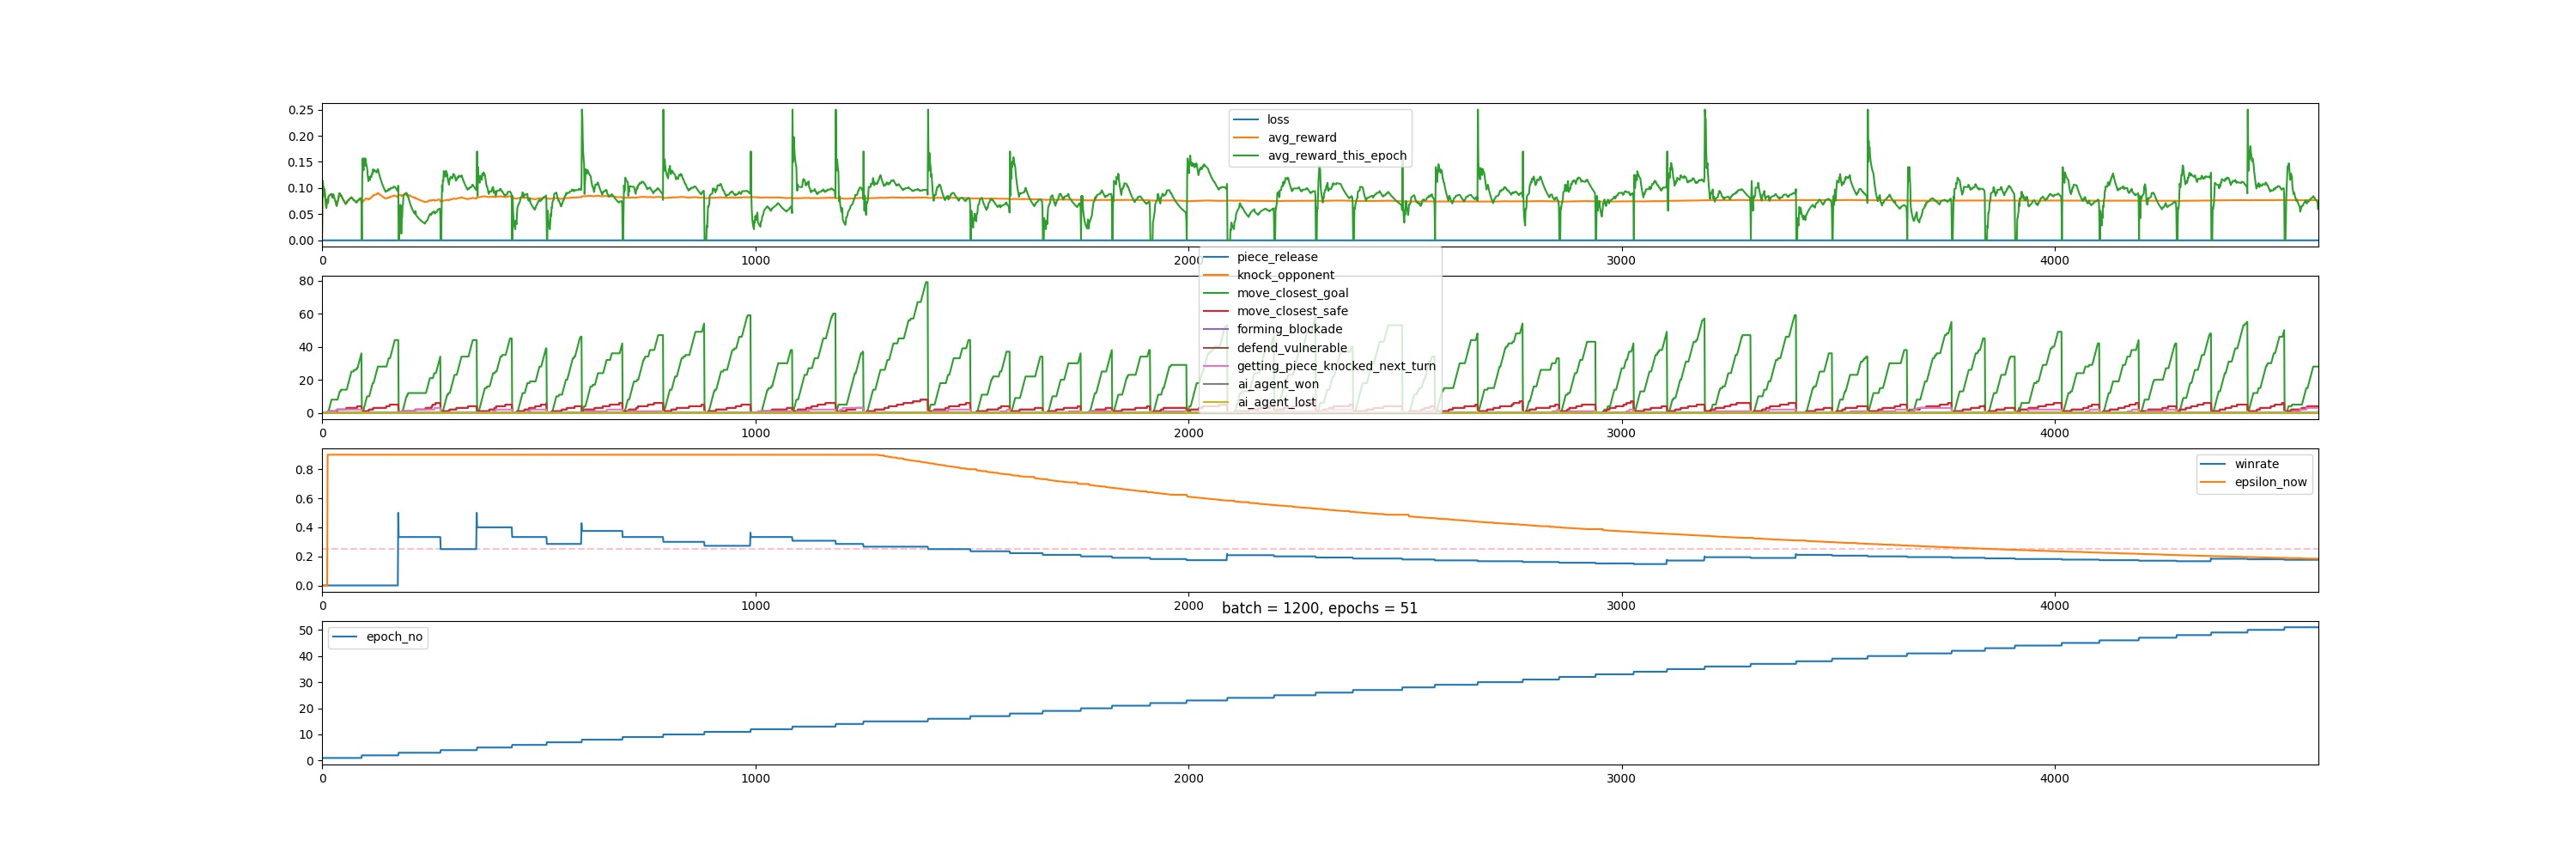 0.25
0.20
0.15
0.10
0.05
0.00
loss
avg_reward
avg_reward_this_epoch
0 1000 2000 3000 4000
80
60
40
20
0
piece_release
knock_opponent
move_closest_goal
move_closest_safe
forming_blockade
defend_vulnerable
getting_piece_knocked_next_turn
ai_agent_won
ai_agent_lost
0 1000 2000 3000 4000
0.8
0.6
0.4
0.2
0.0
winrate
epsilon_now
0 1000 2000 3000 4000
batch = 1200, epochs = 51
50
40
30
20
10
0
epoch_no
0 1000 2000 3000 4000